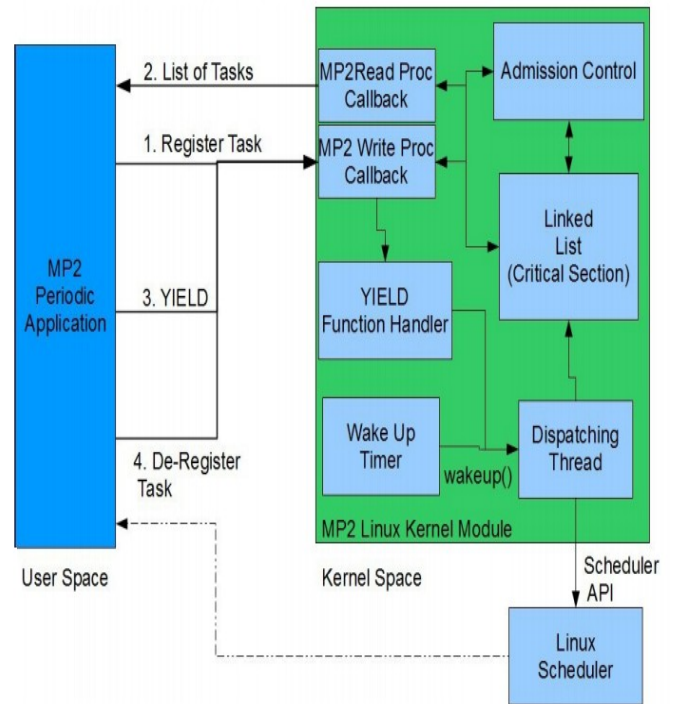 2. List of Tasks
1. Register Task
MP2
Periodic
Application
3. YIELD
4. De-Register
Task
User Space
MP2Read Proc
Callback
MP2 Write Proc
Callback
Admission Control
Linked
List
(Critical Section)
YIELD
Function Handler
Wake Up
Timer
wakeup()
Dispatching
Thread
MP2 Linux Kernel Module
Kernel Space
Scheduler
API
Linux
Scheduler